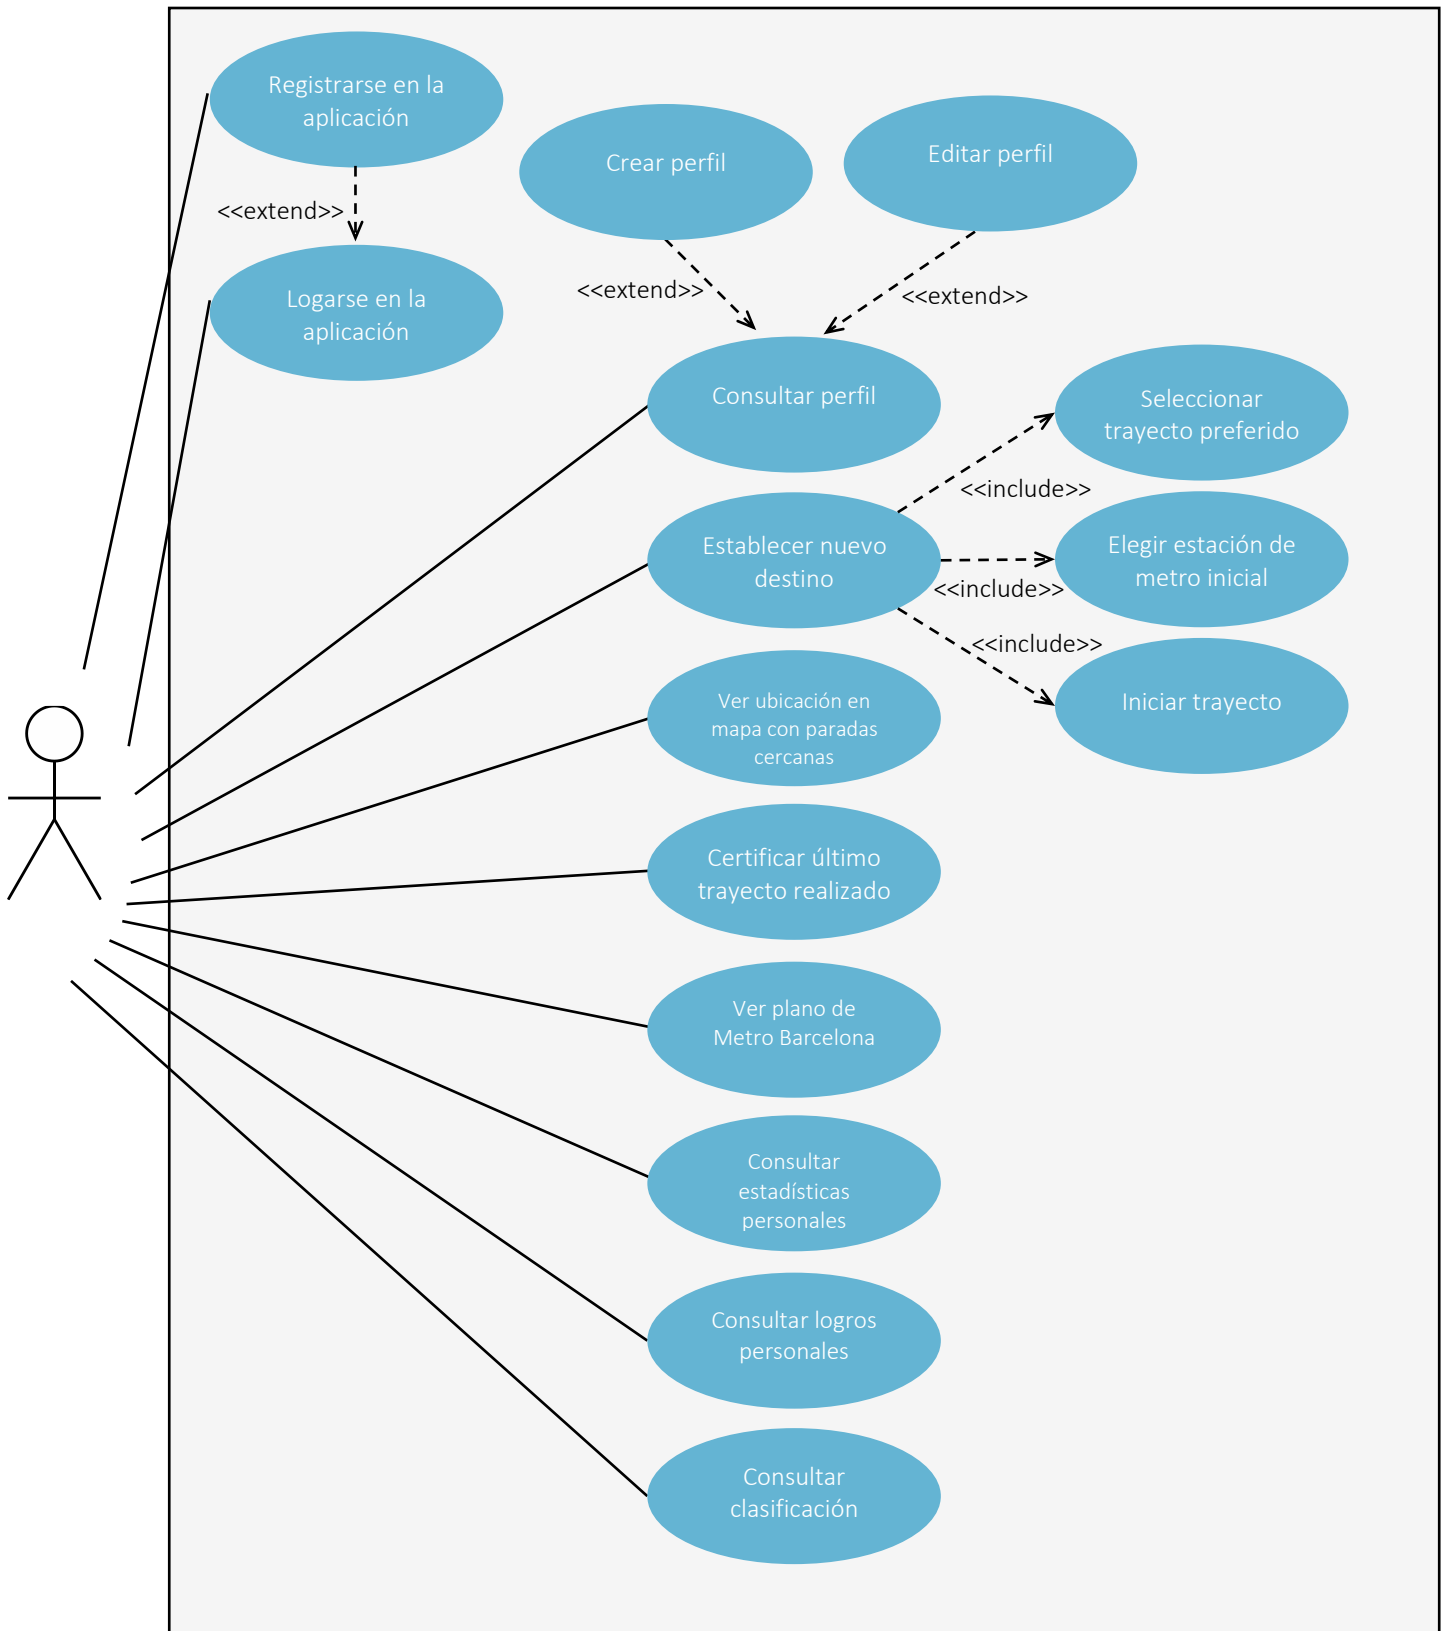 Registrarse en la
aplicación
<<extend>>
Logarse en la
aplicación
Crear perfil
Editar perfil
<<extend>>
<<extend>>
Consultar perfil
Seleccionar
trayecto preferido
<<include>>
Establecer nuevo
destino
Elegir estación de
metro inicial
<<include>>
<<include>>
Iniciar trayecto
Ver ubicación en
mapa con paradas
cercanas
Certificar último
trayecto realizado
Ver plano de
Metro Barcelona
Consultar
estadísticas
personales
Consultar logros
personales
Consultar
clasificación